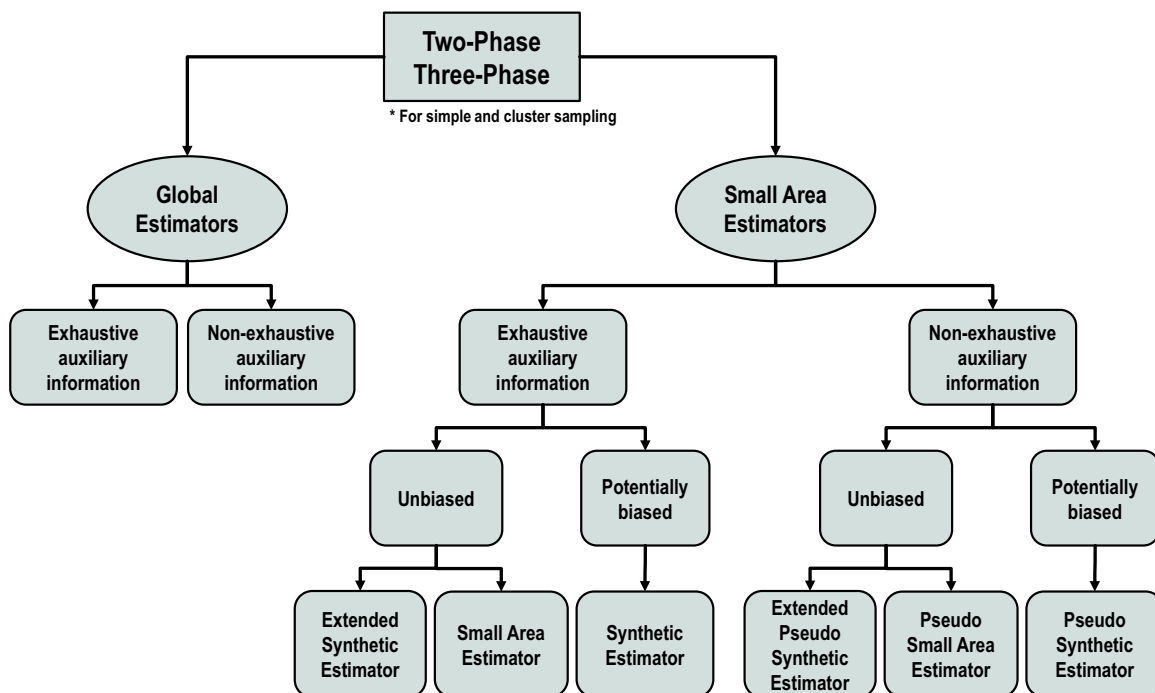 Two-Phase
Three-Phase
* For simple and cluster sampling
Global
Estimators
Small Area
Estimators
Exhaustive
auxiliary
information
Non-exhaustive
auxiliary
information
Exhaustive
auxiliary
information
Non-exhaustive
auxiliary
information
Unbiased
Potentially
biased
Unbiased
Potentially
biased
Extended
Synthetic
Estimator
Small Area
Estimator
Synthetic
Estimator
Extended
Pseudo
Synthetic
Estimator
Pseudo
Small Area
Estimator
Pseudo
Synthetic
Estimator